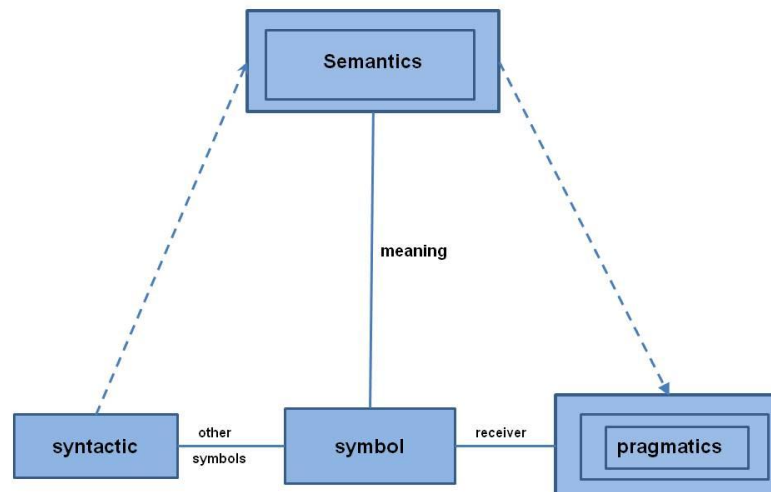 Semantics
meaning
syntactic
other
symbols
symbol
receiver
pragmatics